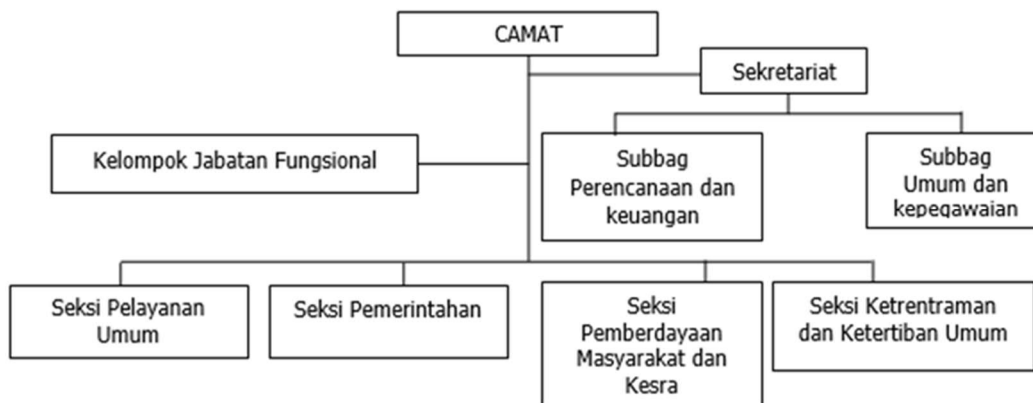 CAMAT
Sekretariat
Kelompok Jabatan Fungsional
Subbag
Perencanaan dan
keuangan
Subbag
Umum dan
kepegawaian
Seksi Pelayanan
Umum
Seksi Pemerintahan
Seksi
Pemberdayaan
Masyarakat dan
Kesra
Seksi Ketrentraman
dan Ketertiban Umum